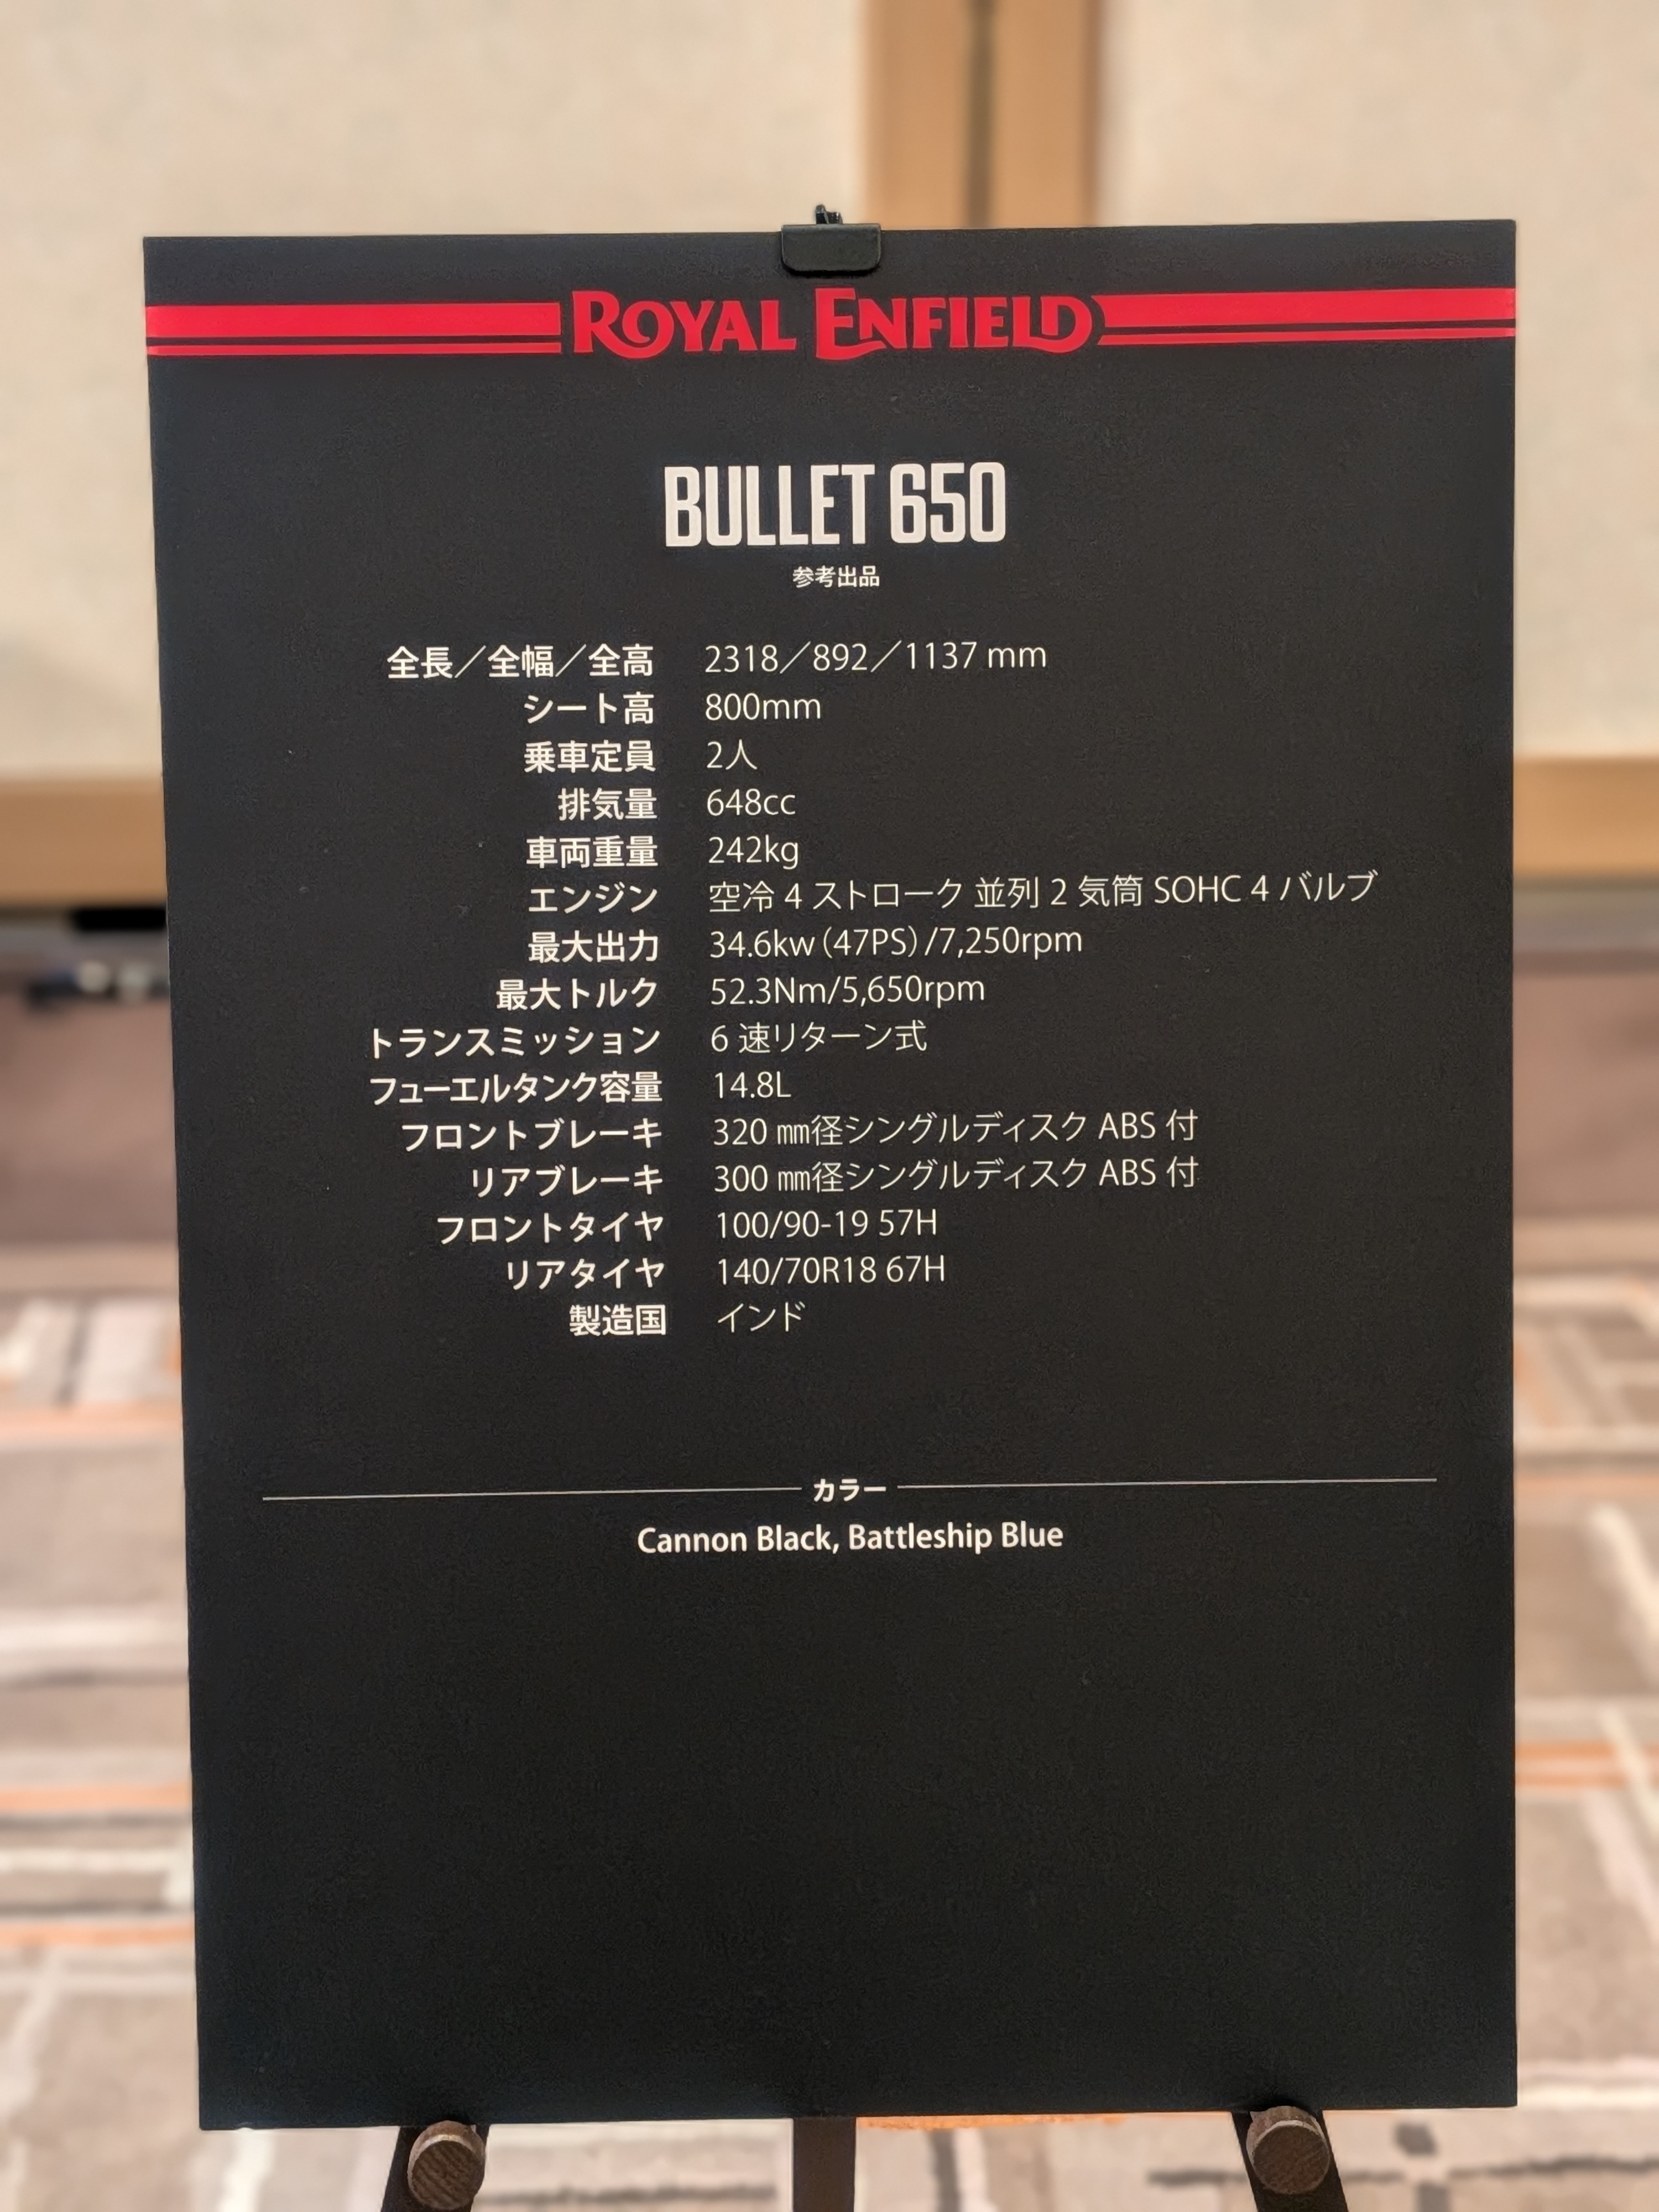 ROYAL ENFIELD
BULLET 650
参考出品
全長／全幅／全高 2318／892／1137 mm
シート高 800mm
乗車定員 2人
排気量 648cc
車両重量 242kg
エンジン 空冷 4 ストローク 並列 2 気筒 SOHC 4 バルブ
最大出力 34.6kw（47PS）/7,250rpm
最大トルク 52.3Nm/5,650rpm
トランスミッション 6 速リターン式
フューエルタンク容量 14.8L
フロントブレーキ 320 ㎜径シングルディスク ABS 付
リアブレーキ 300 ㎜径シングルディスク ABS 付
フロントタイヤ 100/90-19 57H
リアタイヤ 140/70R18 67H
製造国 インド
カラー
Cannon Black, Battleship Blue